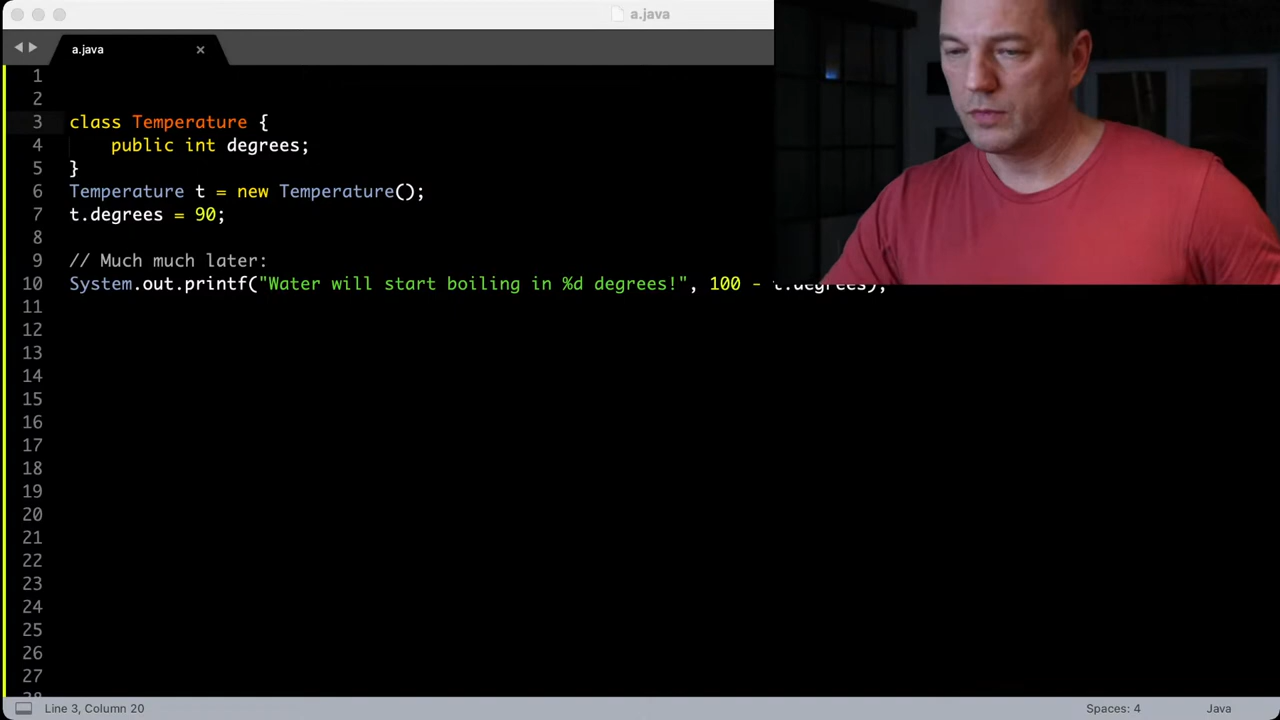 a.java
a.java ×
1
2
3 class Temperature {
4 public int degrees;
5 }
6 Temperature t = new Temperature();
7 t.degrees = 90;
8
9 // Much much later:
10 System.out.printf("Water will start boiling in %d degrees!", 100 - t.degrees);
11
12
13
14
15
16
17
18
19
20
21
22
23
24
25
26
27
28
Line 3, Column 20 Spaces: 4 Java